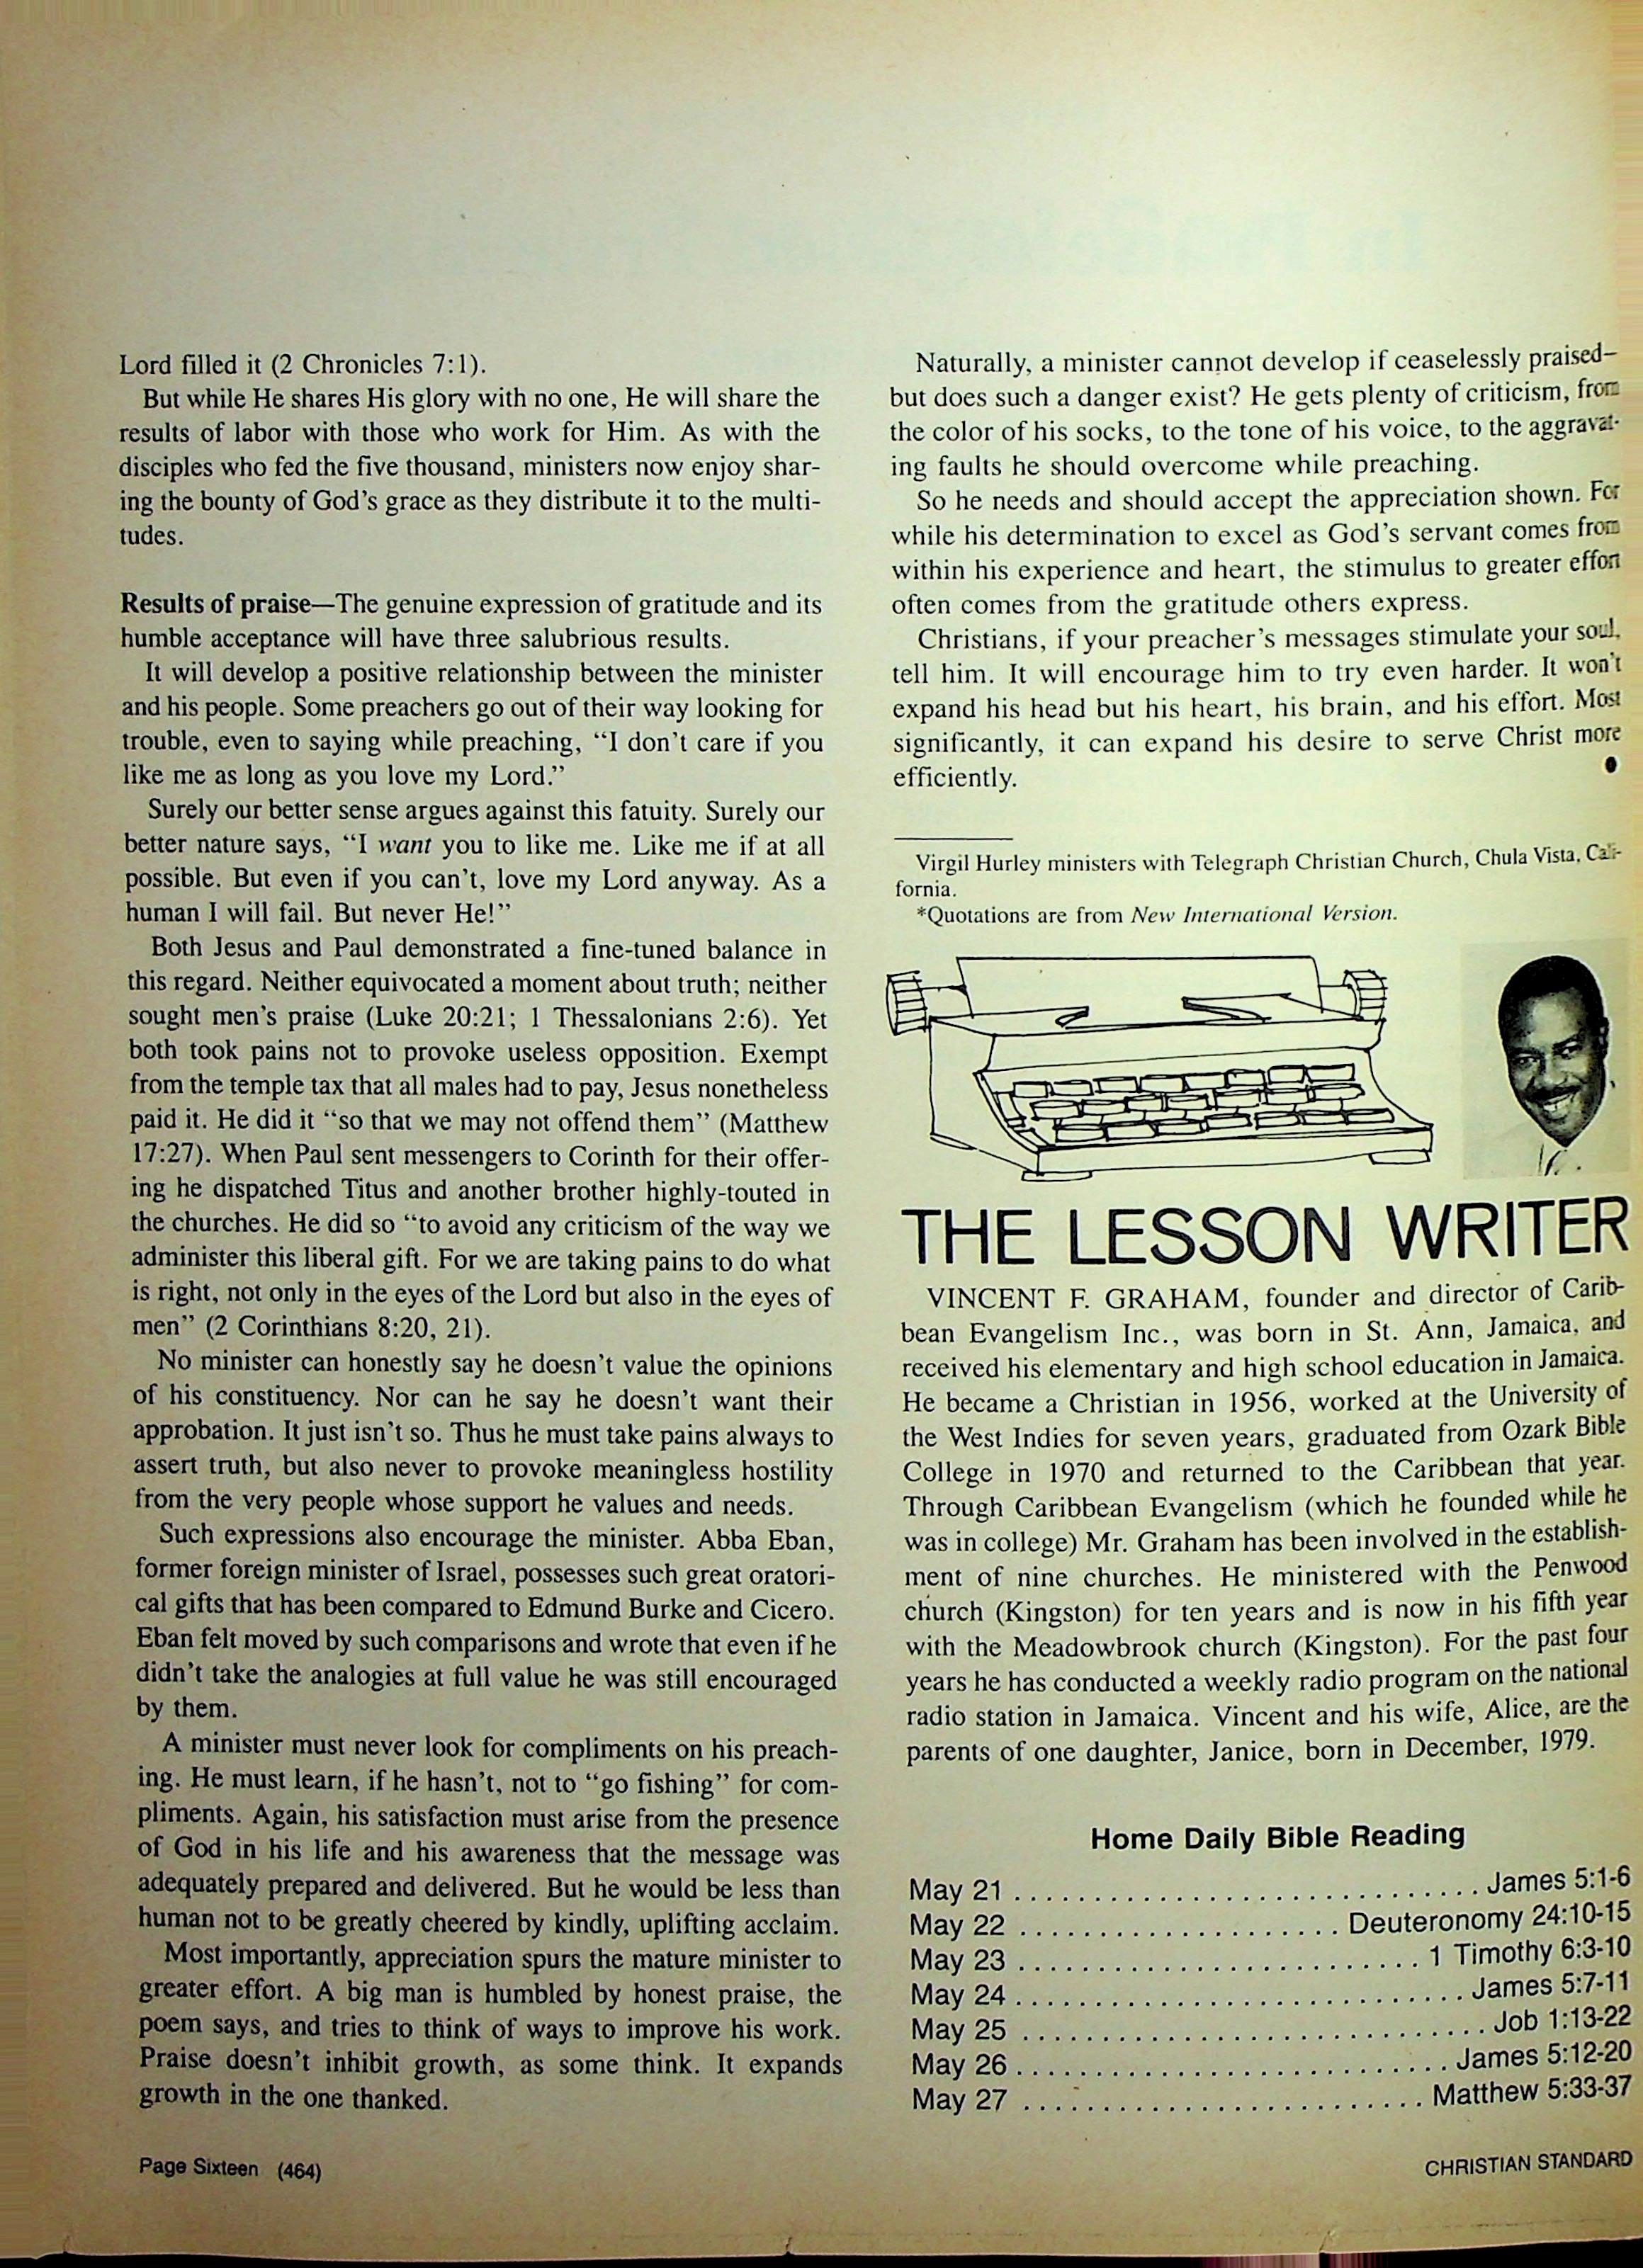 Lord filled it (2 Chronicles 7:1).
But while He shares His glory with no one, He will share the
results of labor with those who work for Him. As with the
disciples who fed the five thousand, ministers now enjoy shar-
ing the bounty of God's grace as they distribute it to the multi-
tudes.
Results of praise—The genuine expression of gratitude and its
humble acceptance will have three salubrious results.
It will develop a positive relationship between the minister
and his people. Some preachers go out of their way looking for
trouble, even to saying while preaching, “I don't care if you
like me as long as you love my Lord.”
Surely our better sense argues against this fatuity. Surely our
better nature says, “I want you to like me. Like me if at all
possible. But even if you can't, love my Lord anyway. As a
human I will fail. But never He!”
Both Jesus and Paul demonstrated a fine-tuned balance in
this regard. Neither equivocated a moment about truth; neither
sought men's praise (Luke 20:21; 1 Thessalonians 2:6). Yet
both took pains not to provoke useless opposition. Exempt
from the temple tax that all males had to pay, Jesus nonetheless
paid it. He did it “so that we may not offend them” (Matthew
17:27). When Paul sent messengers to Corinth for their offer-
ing he dispatched Titus and another brother highly-touted in
the churches. He did so “to avoid any criticism of the way we
administer this liberal gift. For we are taking pains to do what
is right, not only in the eyes of the Lord but also in the eyes of
men” (2 Corinthians 8:20, 21).
No minister can honestly say he doesn't value the opinions
of his constituency. Nor can he say he doesn't want their
approbation. It just isn't so. Thus he must take pains always to
assert truth, but also never to provoke meaningless hostility
from the very people whose support he values and needs.
Such expressions also encourage the minister. Abba Eban,
former foreign minister of Israel, possesses such great oratori-
cal gifts that has been compared to Edmund Burke and Cicero.
Eban felt moved by such comparisons and wrote that even if he
didn't take the analogies at full value he was still encouraged
by them.
A minister must never look for compliments on his preach-
ing. He must learn, if he hasn't, not to “go fishing” for com-
pliments. Again, his satisfaction must arise from the presence
of God in his life and his awareness that the message was
adequately prepared and delivered. But he would be less than
human not to be greatly cheered by kindly, uplifting acclaim.
Most importantly, appreciation spurs the mature minister to
greater effort. A big man is humbled by honest praise, the
poem says, and tries to think of ways to improve his work.
Praise doesn't inhibit growth, as some think. It expands
growth in the one thanked.
Naturally, a minister cannot develop if ceaselessly praised—
but does such a danger exist? He gets plenty of criticism, from
the color of his socks, to the tone of his voice, to the aggravat-
ing faults he should overcome while preaching.
So he needs and should accept the appreciation shown. For
while his determination to excel as God's servant comes from
within his experience and heart, the stimulus to greater effort
often comes from the gratitude others express.
Christians, if your preacher's messages stimulate your soul,
tell him. It will encourage him to try even harder. It won't
expand his head but his heart, his brain, and his effort. Most
significantly, it can expand his desire to serve Christ more
efficiently. ●
Virgil Hurley ministers with Telegraph Christian Church, Chula Vista, Cali-
fornia.
*Quotations are from New International Version.
THE LESSON WRITER
VINCENT F. GRAHAM, founder and director of Carib-
bean Evangelism Inc., was born in St. Ann, Jamaica, and
received his elementary and high school education in Jamaica.
He became a Christian in 1956, worked at the University of
the West Indies for seven years, graduated from Ozark Bible
College in 1970 and returned to the Caribbean that year.
Through Caribbean Evangelism (which he founded while he
was in college) Mr. Graham has been involved in the establish-
ment of nine churches. He ministered with the Penwood
church (Kingston) for ten years and is now in his fifth year
with the Meadowbrook church (Kingston). For the past four
years he has conducted a weekly radio program on the national
radio station in Jamaica. Vincent and his wife, Alice, are the
parents of one daughter, Janice, born in December, 1979.
Home Daily Bible Reading
May 21 . . . . . . . . . . James 5:1-6
May 22 . . . . . . . . . . Deuteronomy 24:10-15
May 23 . . . . . . . . . . 1 Timothy 6:3-10
May 24 . . . . . . . . . . James 5:7-11
May 25 . . . . . . . . . . Job 1:13-22
May 26 . . . . . . . . . . James 5:12-20
May 27 . . . . . . . . . . Matthew 5:33-37
Page Sixteen (464)
CHRISTIAN STANDARD